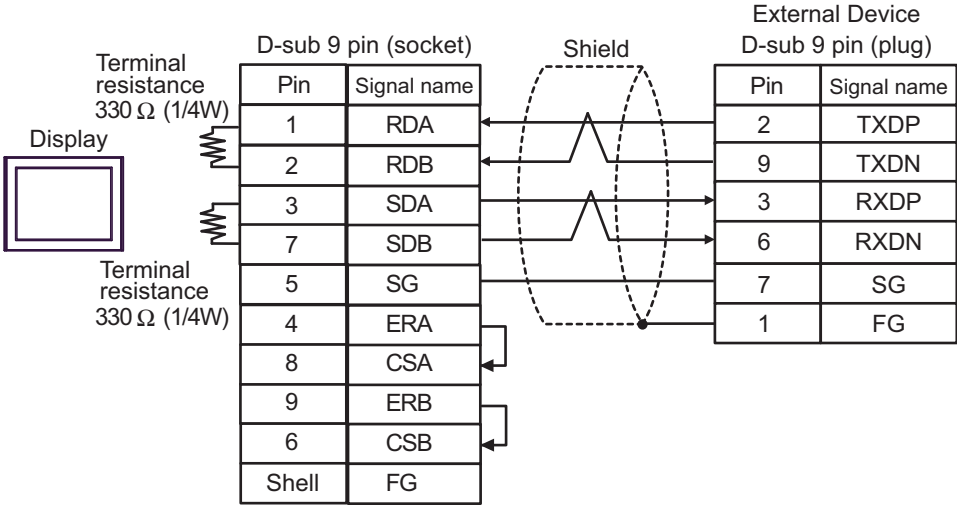 External Device
D-sub 9 pin (socket)
Shield
D-sub 9 pin (plug)
Terminal
resistance
330 Ω (1/4W)
Display
Pin Signal name
1 RDA
2 RDB
3 SDA
7 SDB
5 SG
4 ERA
8 CSA
9 ERB
6 CSB
Shell FG
Terminal
resistance
330 Ω (1/4W)
Pin Signal name
2 TXDP
9 TXDN
3 RXDP
6 RXDN
7 SG
1 FG